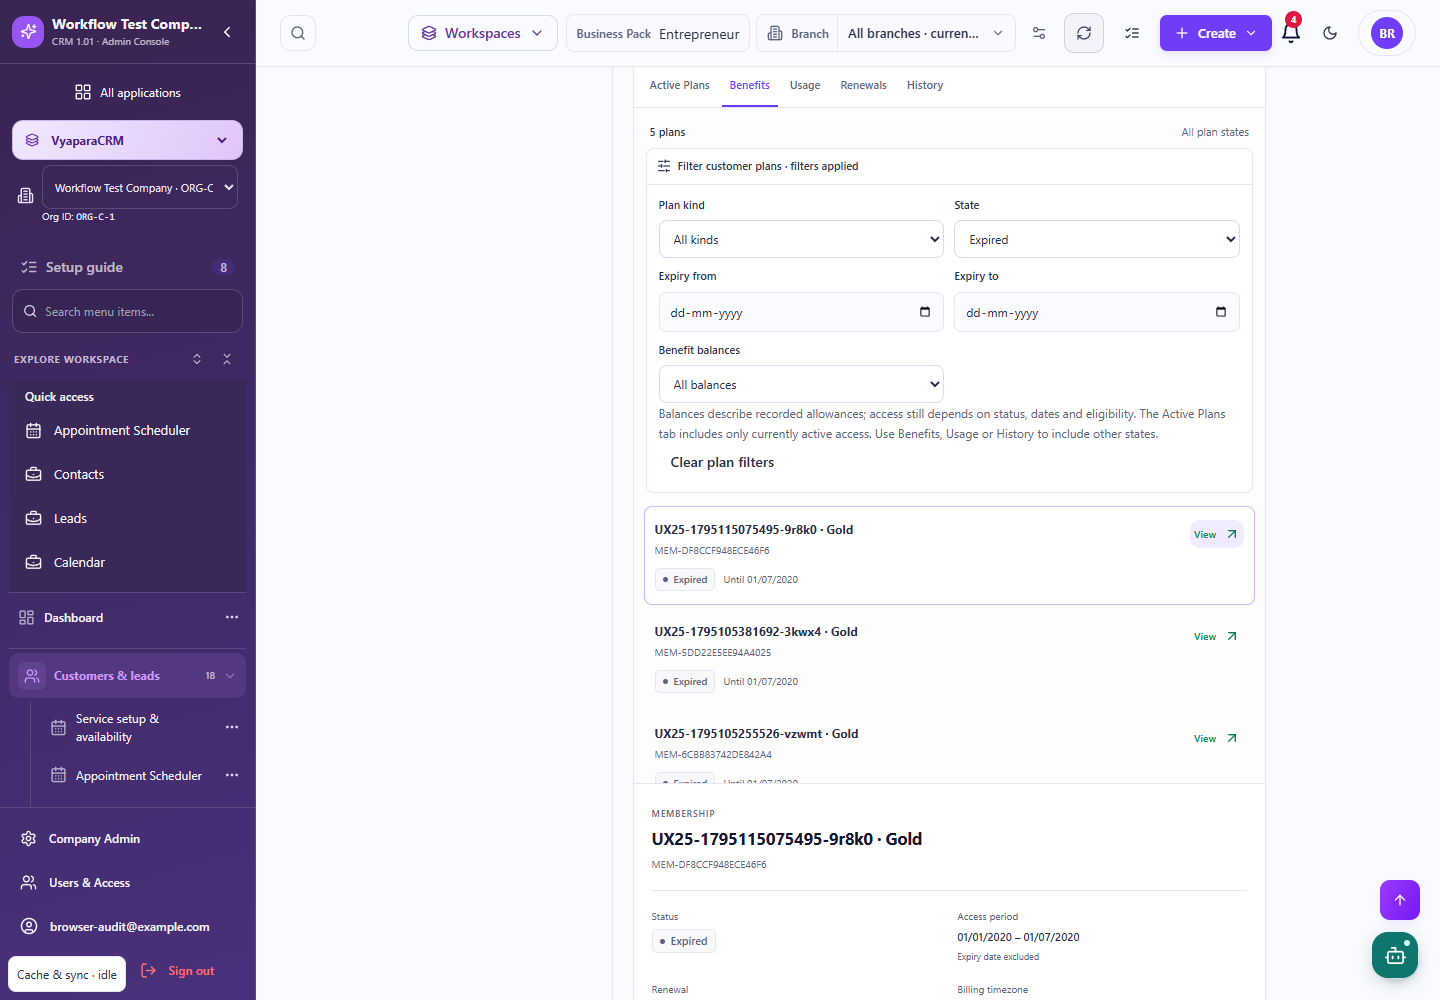 Workflow Test Comp...
CRM 1.01 · Admin Console
All applications
VyaparaCRM
Workflow Test Company · ORG-C
Org ID: ORG-C-1
Setup guide
8
Search menu items...
EXPLORE WORKSPACE
Quick access
Appointment Scheduler
Contacts
Leads
Calendar
Dashboard
Customers & leads
18
Service setup &
availability
Appointment Scheduler
Company Admin
Users & Access
browser-audit@example.com
Cache & sync · idle
Sign out
Workspaces
Business Pack Entrepreneur
Branch
All branches · curren...
Create
4
BR
Active Plans
Benefits
Usage
Renewals
History
5 plans
All plan states
Filter customer plans · filters applied
Plan kind
State
All kinds
Expired
Expiry from
Expiry to
dd-mm-yyyy
dd-mm-yyyy
Benefit balances
All balances
Balances describe recorded allowances; access still depends on status, dates and eligibility. The Active Plans
tab includes only currently active access. Use Benefits, Usage or History to include other states.
Clear plan filters
UX25-1795115075495-9r8k0 · Gold
View
MEM-DF8CCF948ECE46F6
Expired
Until 01/07/2020
UX25-1795105381692-3kwx4 · Gold
View
MEM-5DD22E5EE94A4025
Expired
Until 01/07/2020
UX25-1795105255526-vzwmt · Gold
View
MEM-6CBB83742DE842A4
Expired
Until 01/07/2020
MEMBERSHIP
UX25-1795115075495-9r8k0 · Gold
MEM-DF8CCF948ECE46F6
Status
Access period
Expired
01/01/2020 – 01/07/2020
Expiry date excluded
Renewal
Billing timezone